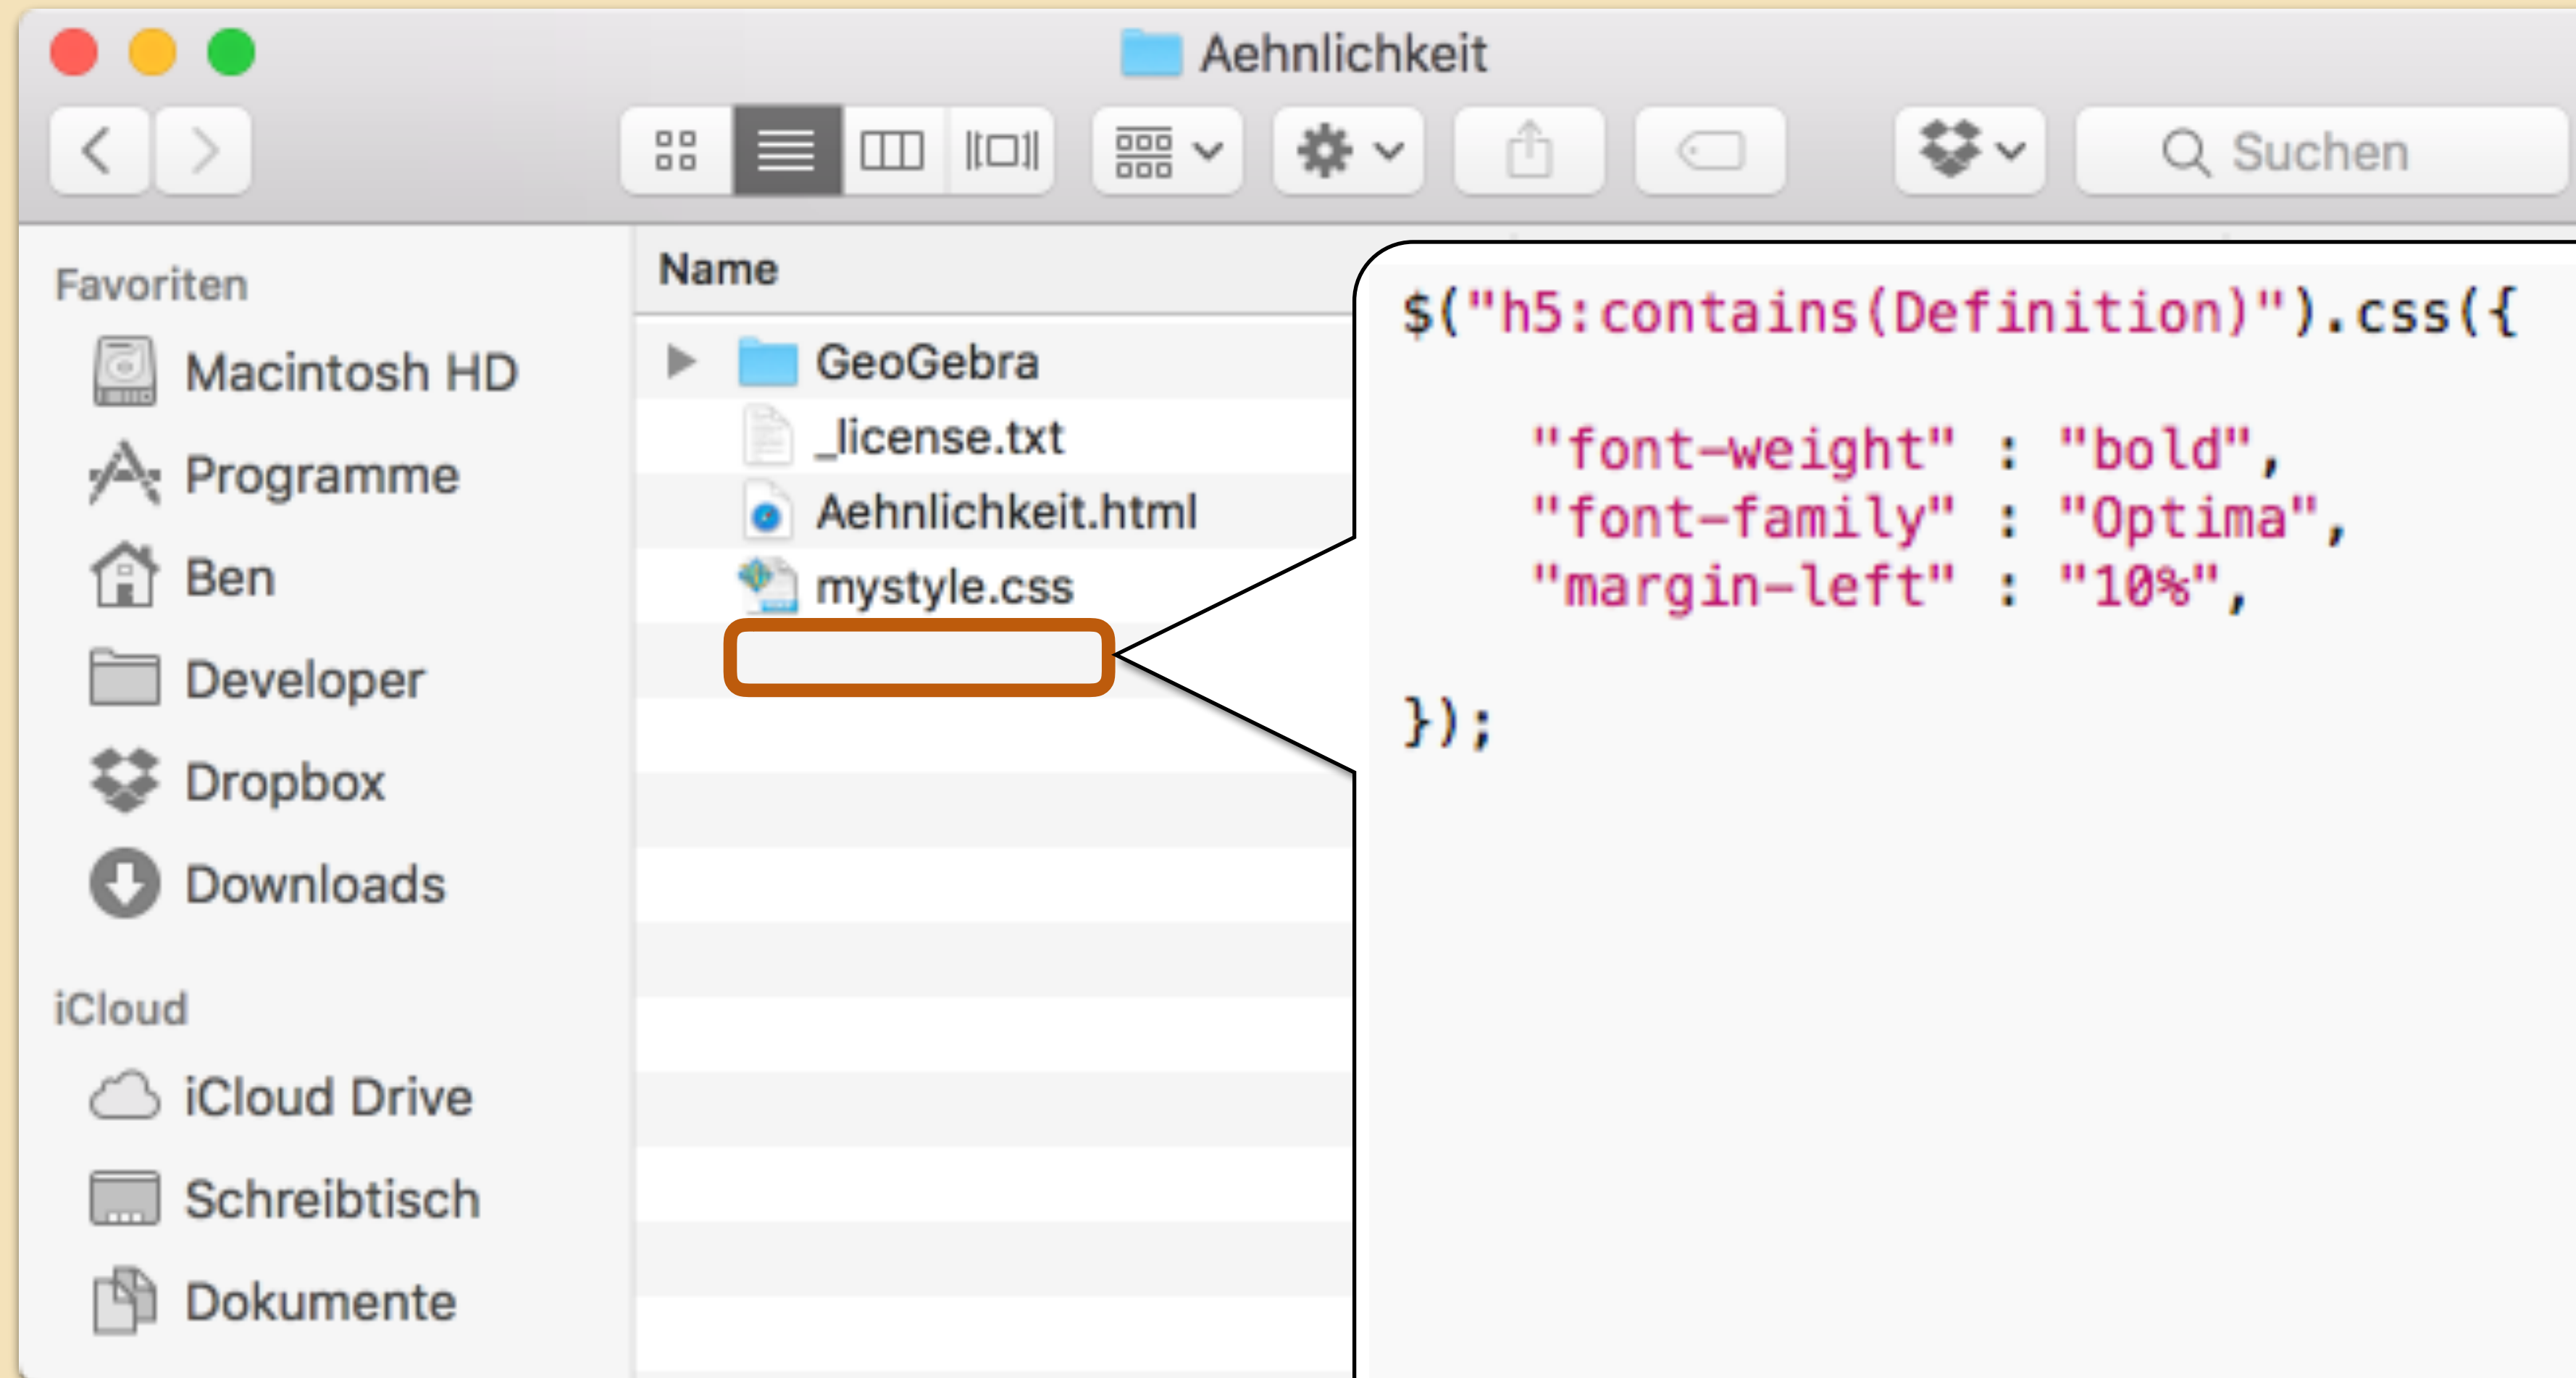 Aehnlichkeit
Suchen
Favoriten
Macintosh HD
Programme
Ben
Developer
Dropbox
Downloads
iCloud
iCloud Drive
Schreibtisch
Dokumente
Name
GeoGebra
_license.txt
Aehnlichkeit.html
mystyle.css
$("h5:contains(Definition)").css({
"font-weight" : "bold",
"font-family" : "Optima",
"margin-left" : "10%",
});